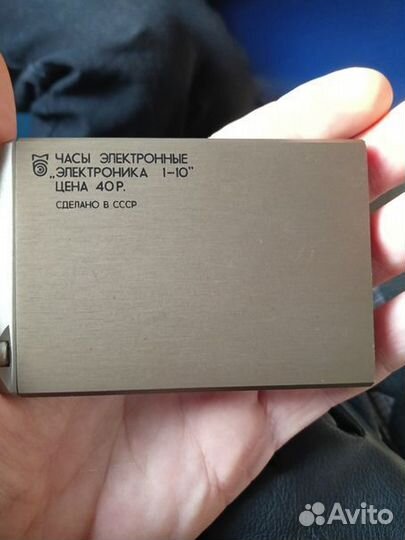 ЧАСЫ ЭЛЕКТРОННЫЕ
„ЭЛЕКТРОНИКА 1-10"
ЦЕНА 40Р.
СДЕЛАНО В СССР
Avito